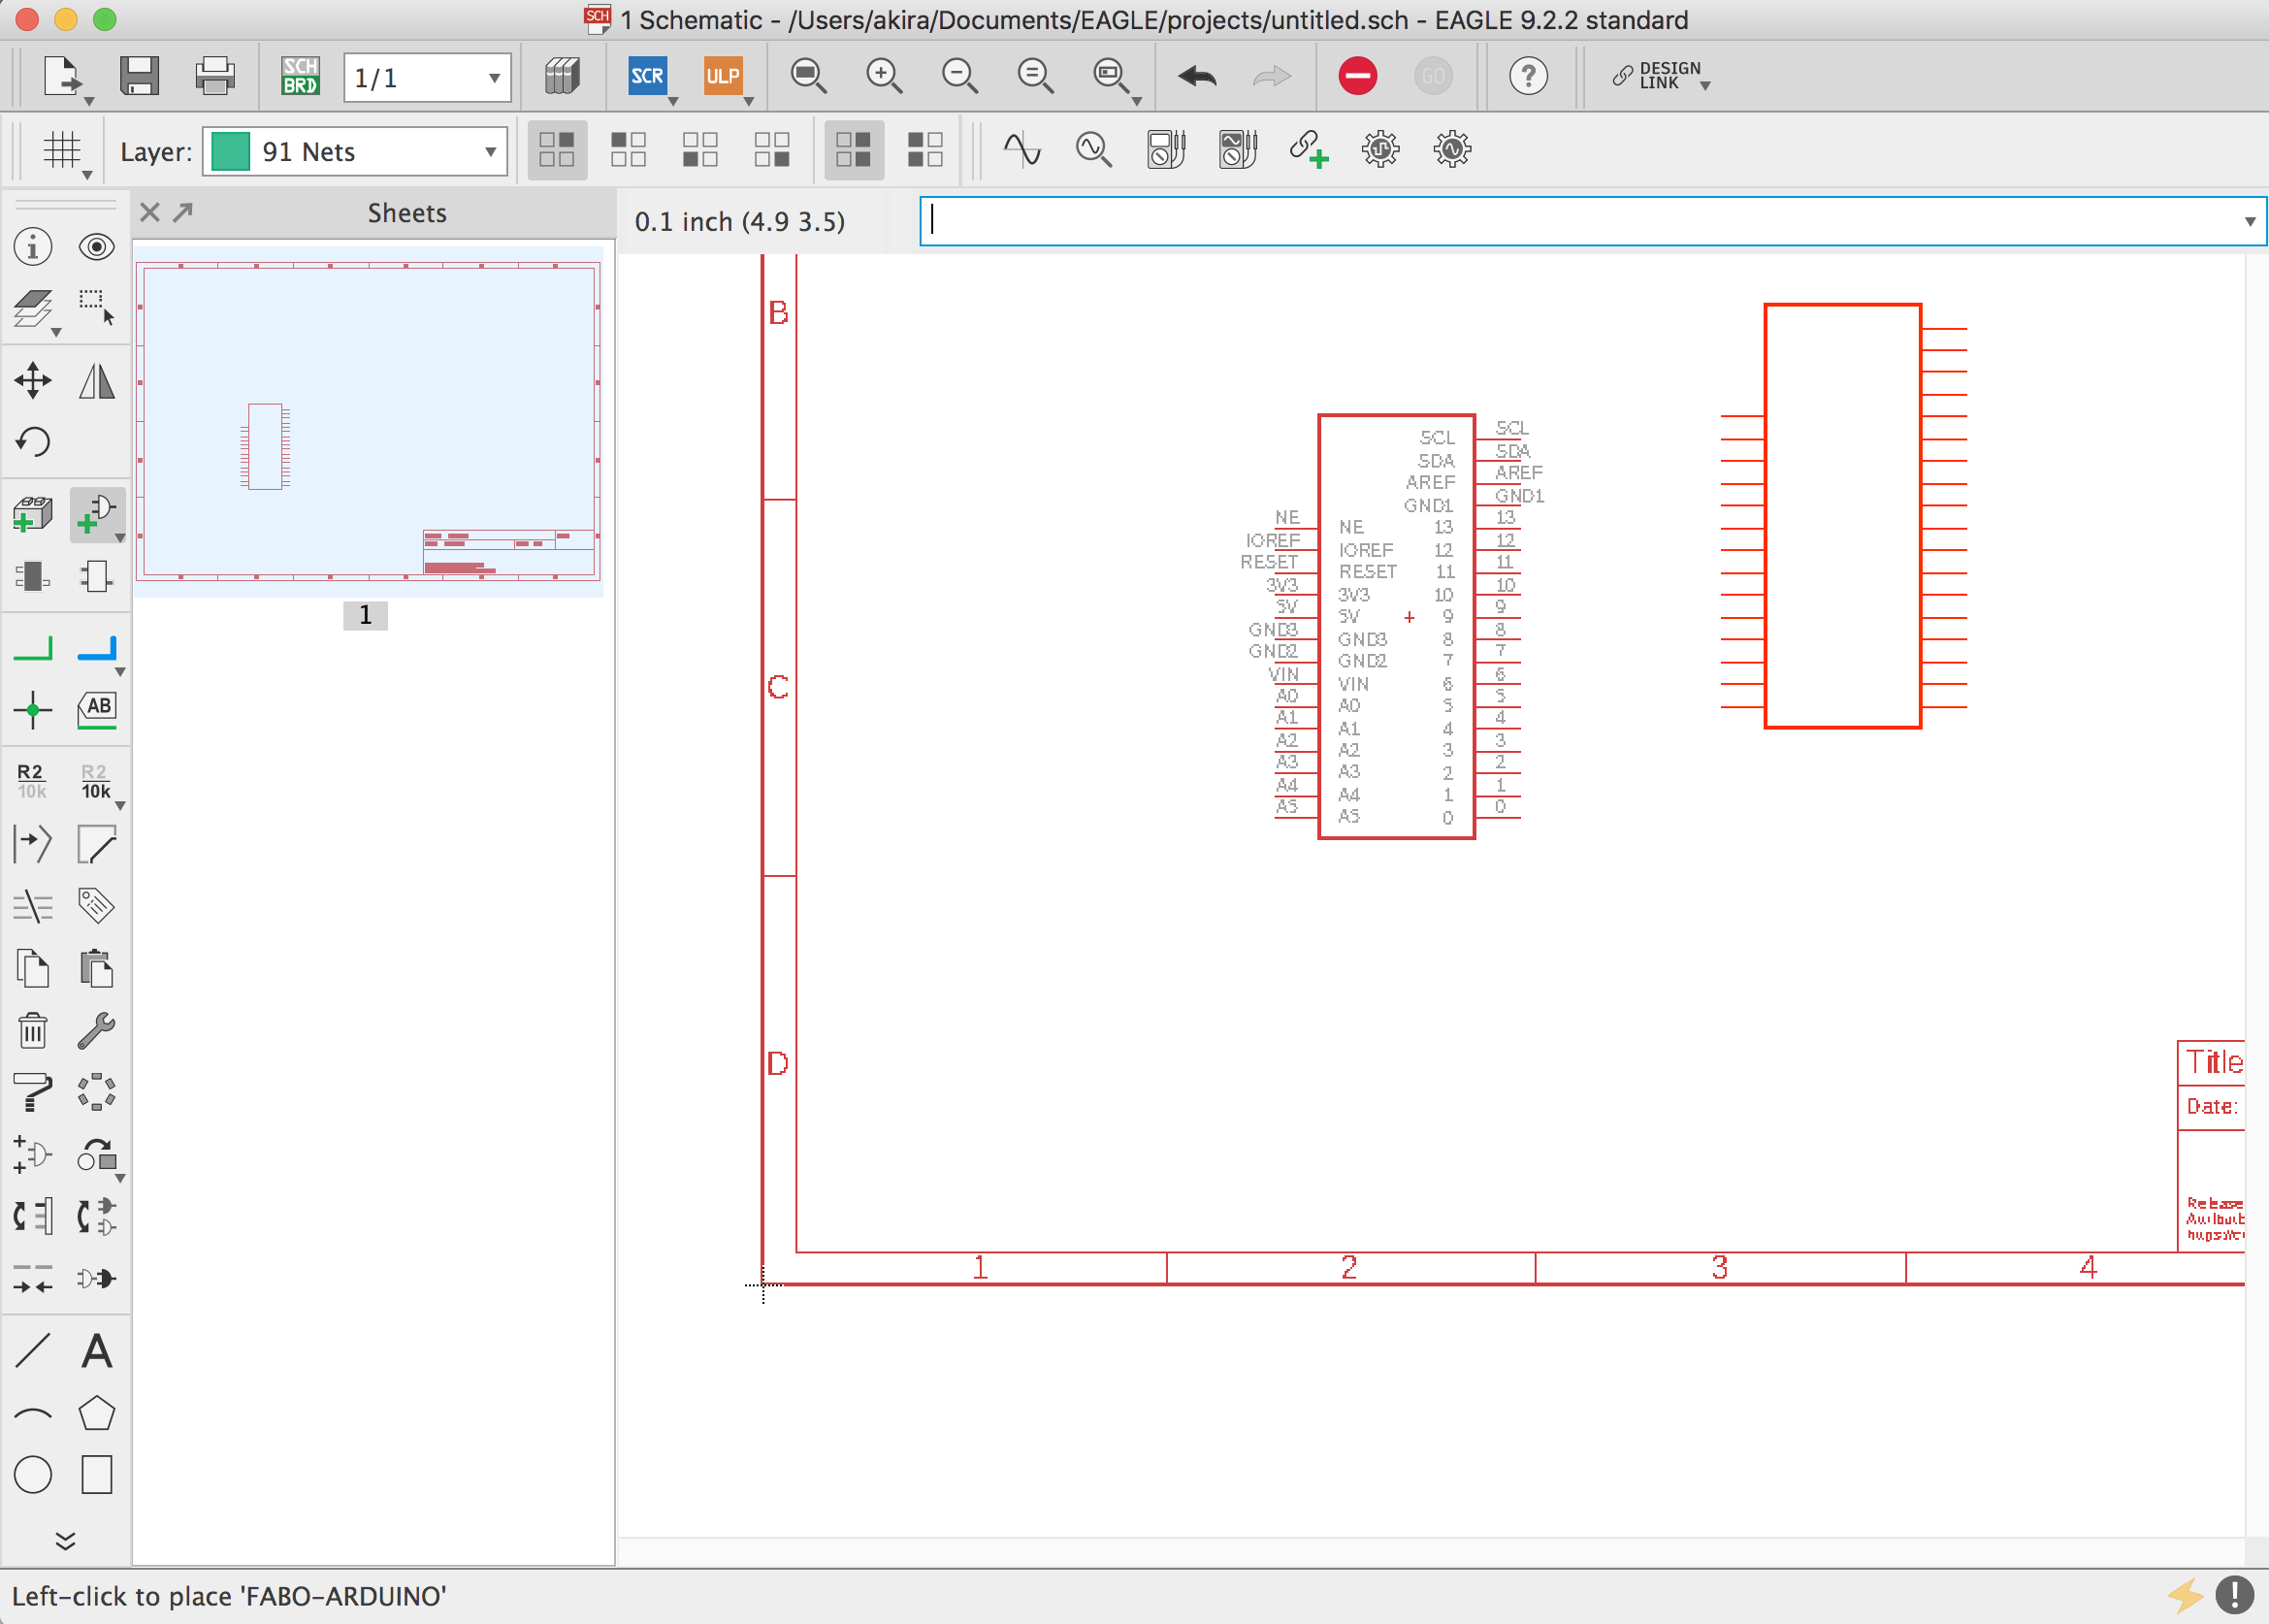 SCH 1 Schematic - /Users/akira/Documents/EAGLE/projects/untitled.sch - EAGLE 9.2.2 standard
SCH
BRD
1/1
SCR
ULP
GO
?
DESIGN
LINK
Layer:
91 Nets
Sheets
0.1 inch (4.9 3.5)
1
AB
R2
10k
R2
10k
A
B
C
D
SCL
SDA
AREF
GND1
13
12
11
10
9
8
7
6
5
4
3
2
1
0
NE
IOREF
RESET
3V3
5V
GND3
GND2
VIN
A0
A1
A2
A3
A4
A5
NE
IOREF
RESET
3V3
5V
GND3
GND2
VIN
A0
A1
A2
A3
A4
A5
SCL
SDA
AREF
GND1
13
12
11
10
9
8
7
6
5
4
3
2
1
0
Title
Date:
1
2
3
4
Left-click to place 'FABO-ARDUINO'